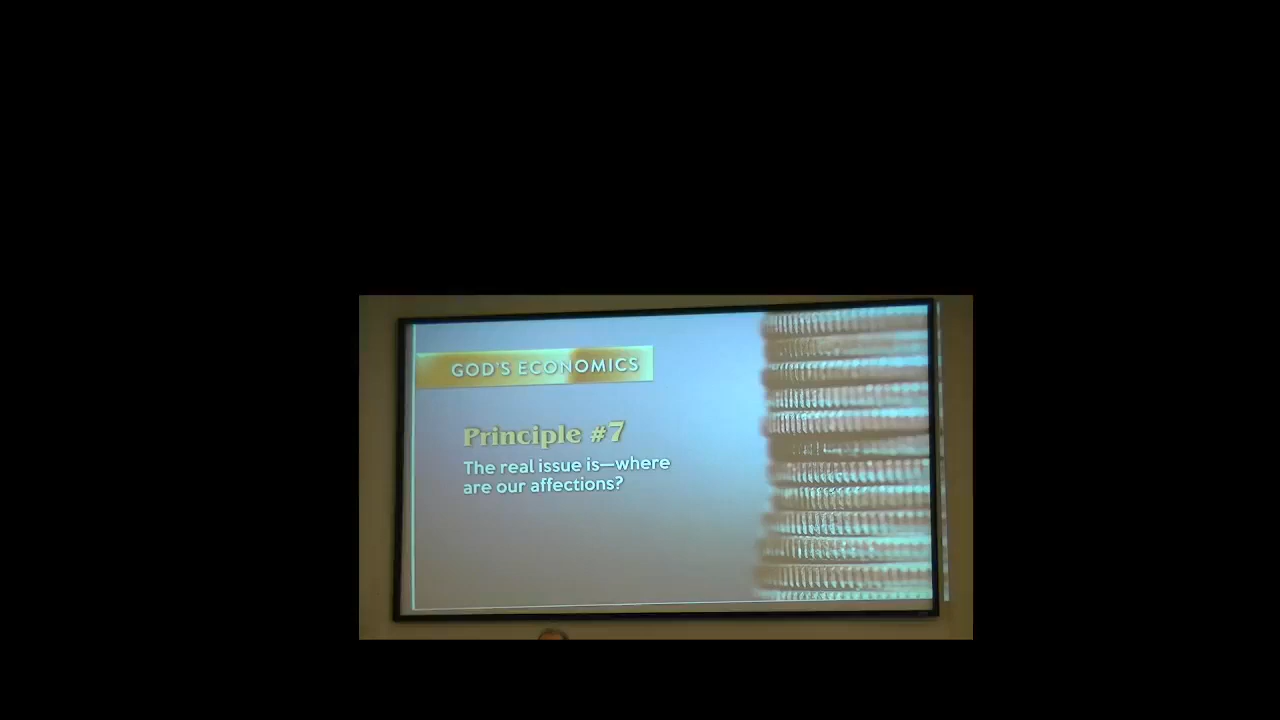 GOD'S ECONOMICS
Principle #7
The real issue is—where
are our affections?